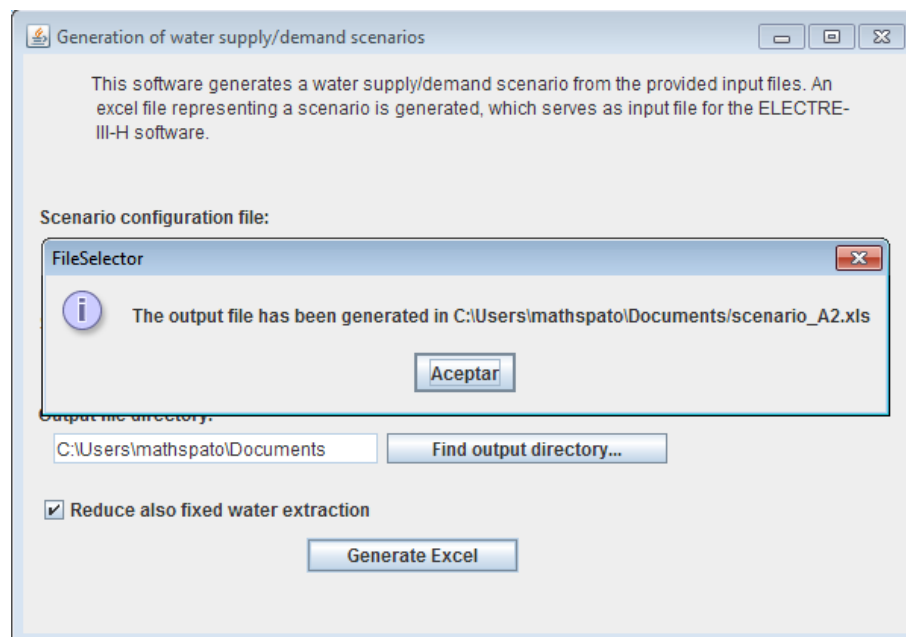 Generation of water supply/demand scenarios
This software generates a water supply/demand scenario from the provided input files. An
excel file representing a scenario is generated, which serves as input file for the ELECTRE-
III-H software.
Scenario configuration file:
FileSelector
The output file has been generated in C:\Users\mathspato\Documents/scenario_A2.xls
Aceptar
Output file directory:
C:\Users\mathspato\Documents
Find output directory...
Reduce also fixed water extraction
Generate Excel